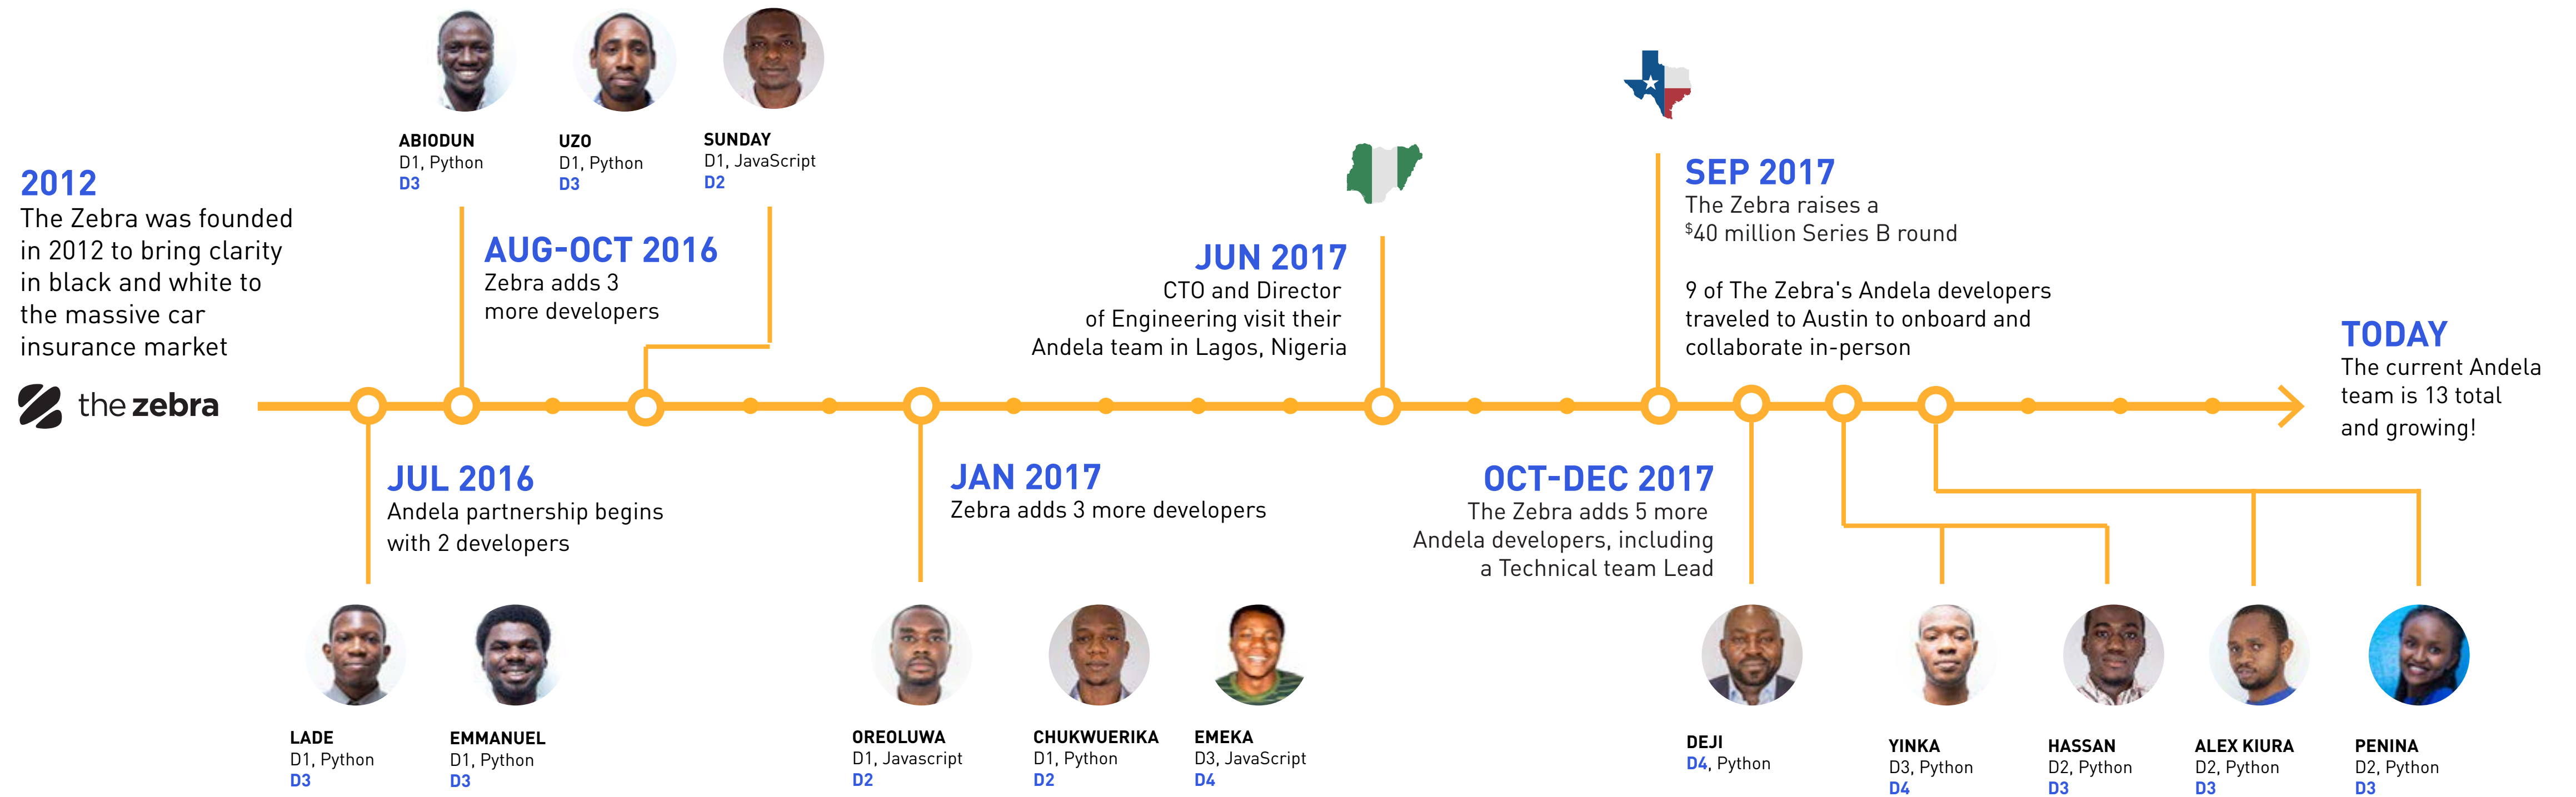 2012
The Zebra was founded
in 2012 to bring clarity
in black and white to
the massive car
insurance market
the zebra
ABIODUN
D1, Python
D3
UZO
D1, Python
D3
SUNDAY
D1, JavaScript
D2
AUG-OCT 2016
Zebra adds 3
more developers
JUL 2016
Andela partnership begins
with 2 developers
LADE
D1, Python
D3
EMMANUEL
D1, Python
D3
JAN 2017
Zebra adds 3 more developers
OREOLUWA
D1, Javascript
D2
CHUKWUERIKA
D1, Python
D2
EMEKA
D3, JavaScript
D4
JUN 2017
CTO and Director
of Engineering visit their
Andela team in Lagos, Nigeria
SEP 2017
The Zebra raises a
$40 million Series B round
9 of The Zebra's Andela developers
traveled to Austin to onboard and
collaborate in-person
OCT-DEC 2017
The Zebra adds 5 more
Andela developers, including
a Technical team Lead
DEJI
D4, Python
YINKA
D3, Python
D4
HASSAN
D2, Python
D3
ALEX KIURA
D2, Python
D3
PENINA
D2, Python
D3
TODAY
The current Andela
team is 13 total
and growing!